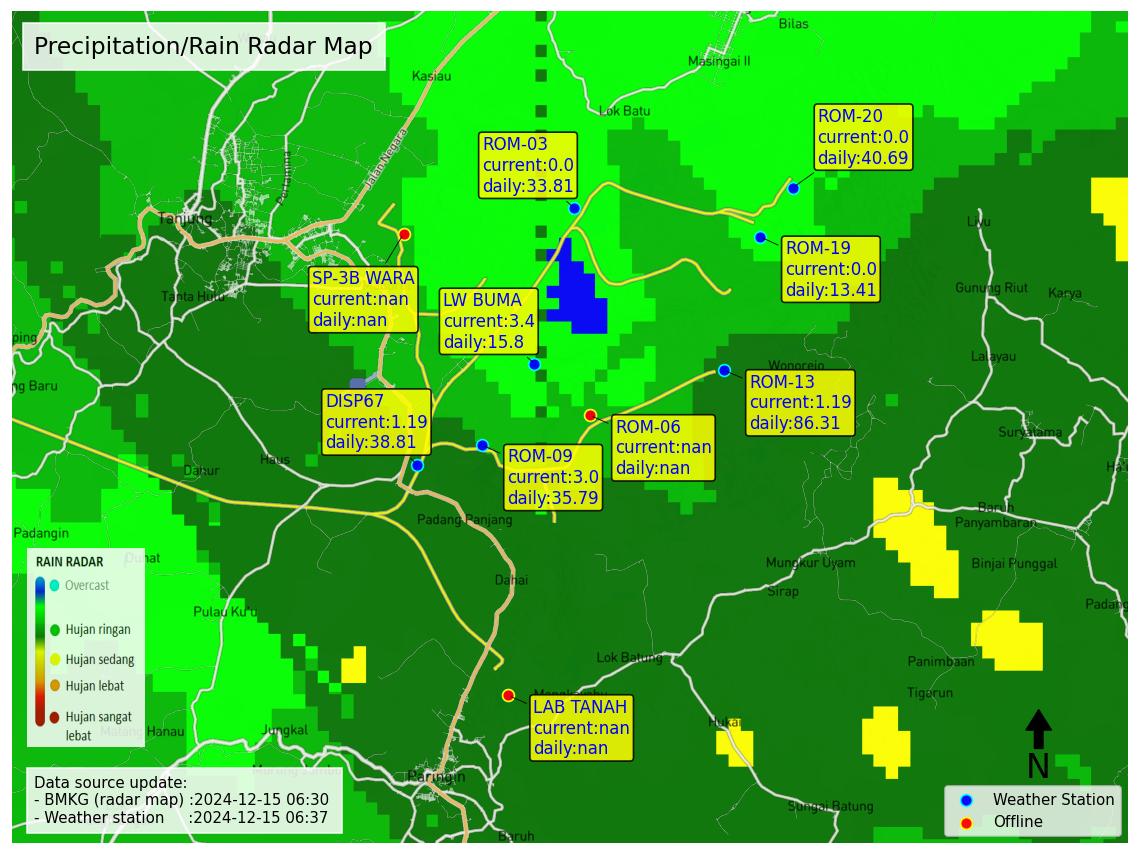 Precipitation/Rain Radar Map
Bilas
Masingai II
Kasiau
Lok Batu
Jalan Negara
Pertamina
ROM-20
current:0.0
daily:40.69
ROM-03
current:0.0
daily:33.81
Tanjung
Liyu
ROM-19
current:0.0
daily:13.41
SP-3B WARA
current:nan
daily:nan
Tanta Hulu
Gunung Riut
Karya
LW BUMA
current:3.4
daily:15.8
ping
Lalayau
Wonorejo
ng Baru
ROM-13
current:1.19
daily:86.31
DISP67
current:1.19
daily:38.81
ROM-06
current:nan
daily:nan
Suryatama
Haus
Dahur
ROM-09
current:3.0
daily:35.79
Baruh
Panyambaran
Padang Panjang
Padangin
Mungkur Uyam
Binjai Punggal
Dahai
Sirap
Padang
Pulau Ku'u
RAIN RADAR
Overcast
Hujan ringan
Hujan sedang
Hujan lebat
Hujan sangat
lebat
Lok Batung
Panimbaan
Tigarun
LAB TANAH
current:nan
daily:nan
Hukai
Jungkal
Manau
Paringin
N
Sungai Batung
Baruh
Data source update:
- BMKG (radar map) :2024-12-15 06:30
- Weather station :2024-12-15 06:37
Weather Station
Offline